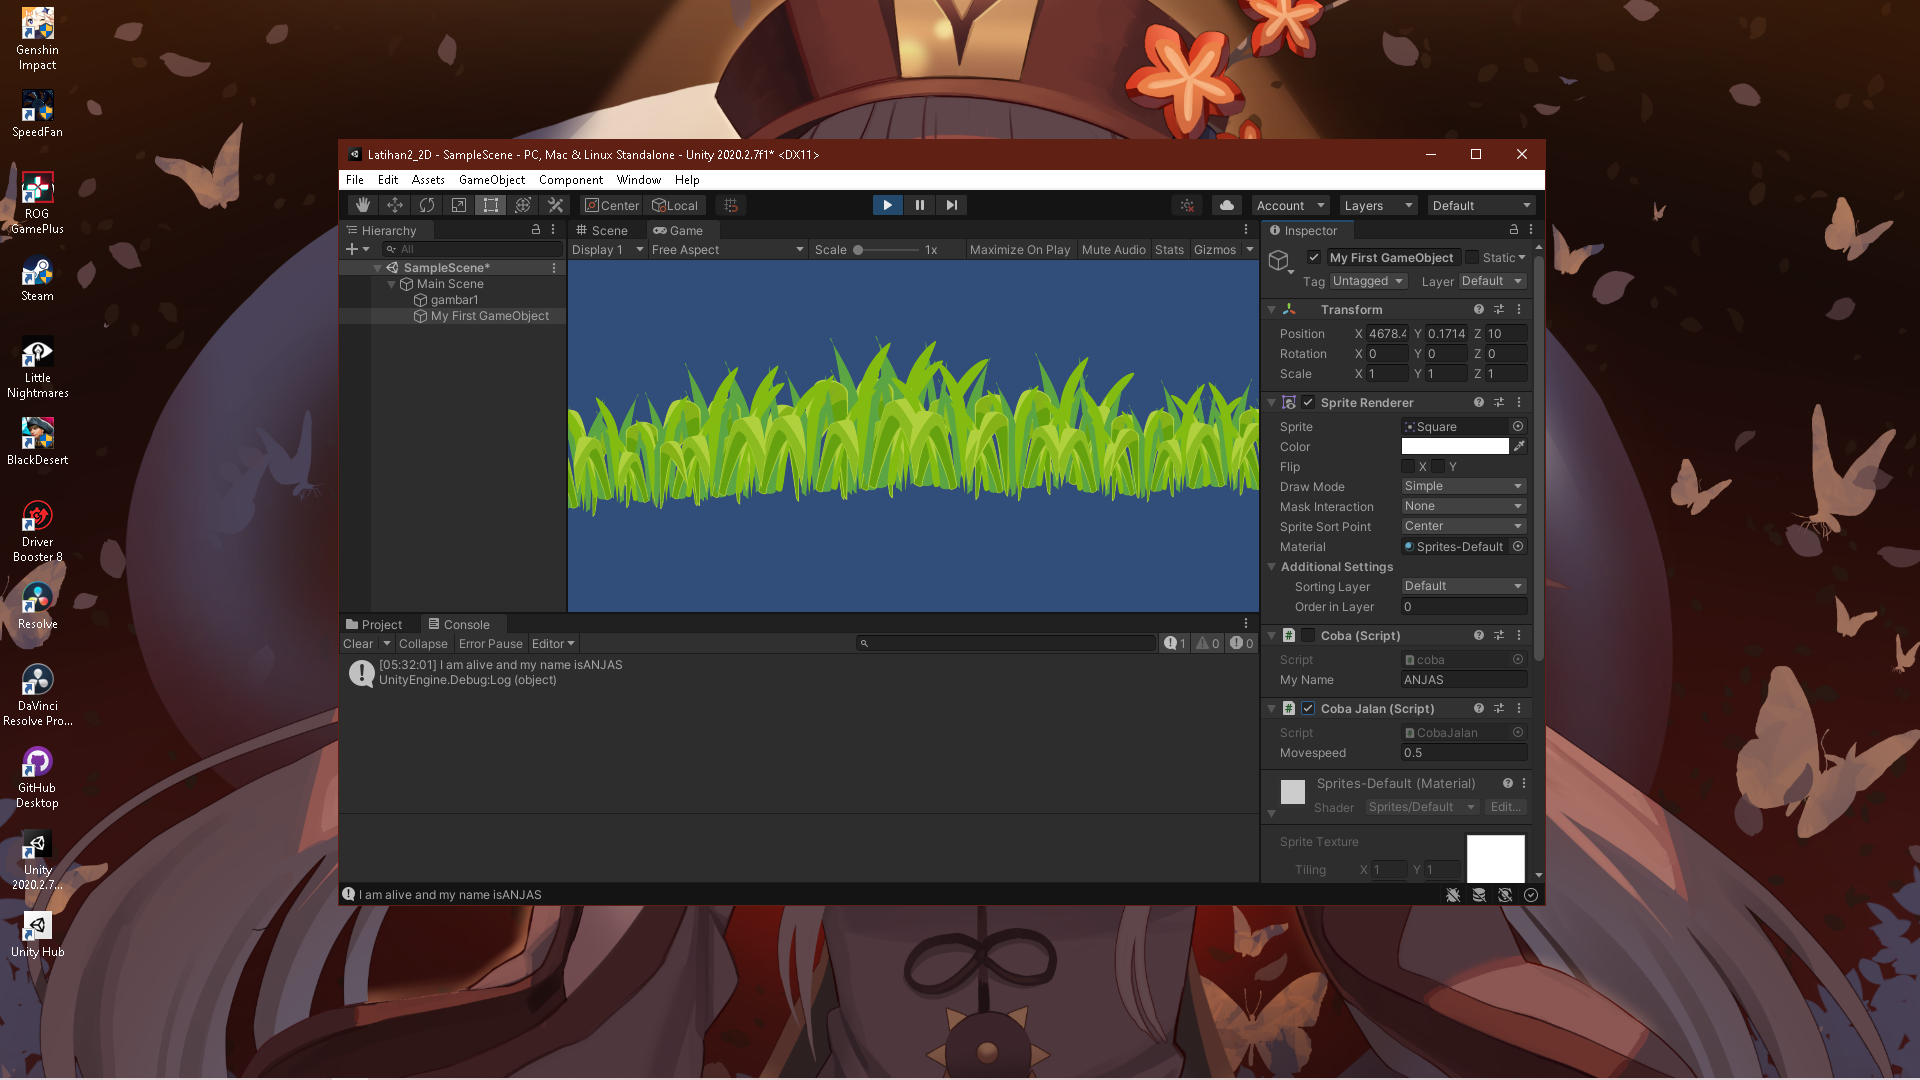 Genshin
Impact
SpeedFan
ROG
GamePlus
Steam
Little
Nightmares
BlackDesert
Driver
Booster 8
Resolve
DaVinci
Resolve Pro...
GitHub
Desktop
Unity
2020.2.7...
Unity Hub
Latihan2_2D - SampleScene - PC, Mac & Linux Standalone - Unity 2020.2.7f1* <DX11>
File Edit Assets GameObject Component Window Help
Center Local Account Layers Default
Hierarchy
All
SampleScene*
Main Scene
gambar1
My First GameObject
Scene Game
Display 1 Free Aspect Scale 1x Maximize On Play Mute Audio Stats Gizmos
Project Console
Clear Collapse Error Pause Editor 1 0 0
[05:32:01] I am alive and my name isANJAS
UnityEngine.Debug:Log (object)
I am alive and my name isANJAS
Inspector
My First GameObject Static
Tag Untagged Layer Default
Transform
Position X 4678.4 Y 0.1714 Z 10
Rotation X 0 Y 0 Z 0
Scale X 1 Y 1 Z 1
Sprite Renderer
Sprite Square
Color
Flip X Y
Draw Mode Simple
Mask Interaction None
Sprite Sort Point Center
Material Sprites-Default
Additional Settings
Sorting Layer Default
Order in Layer 0
# Coba (Script)
Script coba
My Name ANJAS
# Coba Jalan (Script)
Script CobaJalan
Movespeed 0.5
Sprites-Default (Material)
Shader Sprites/Default Edit...
Sprite Texture
Tiling X 1 Y 1